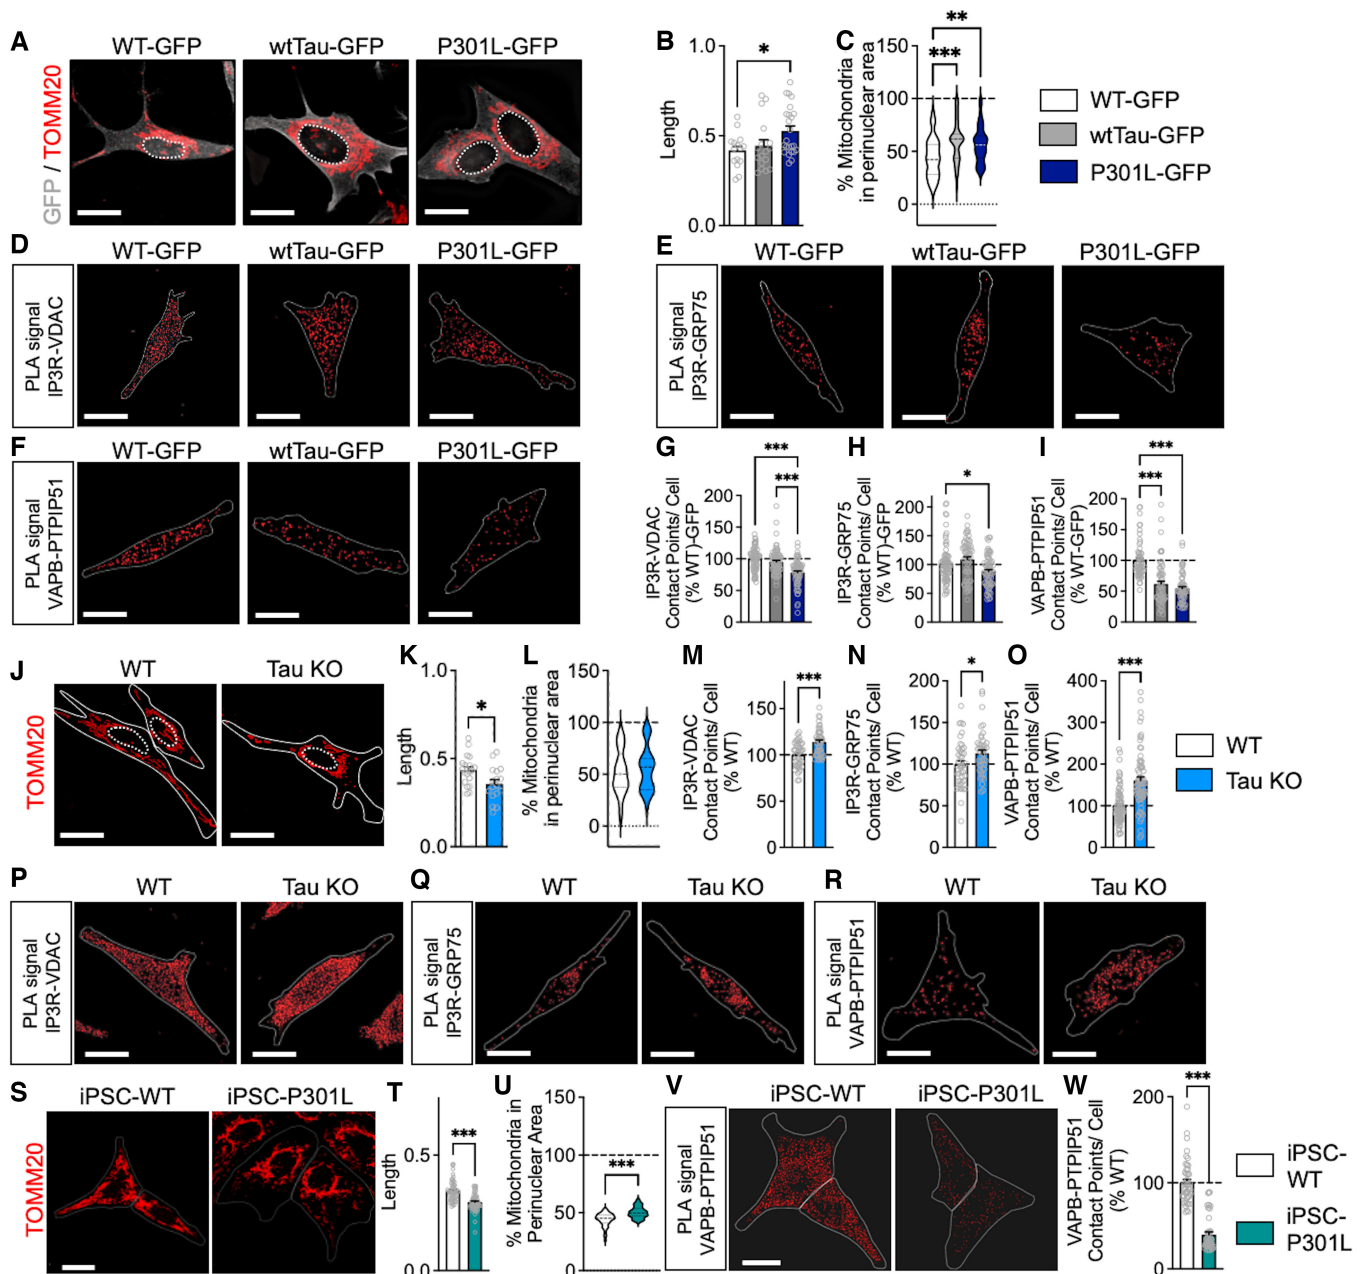 A
WT-GFP
wtTau-GFP
P301L-GFP
GFP / TOMM20
B
Length
1.0
0.5
0.0
*
C
% Mitochondria
in perinuclear area
150
100
50
0
***
**
WT-GFP
wtTau-GFP
P301L-GFP
D
WT-GFP
wtTau-GFP
P301L-GFP
PLA signal
IP3R-VDAC
E
WT-GFP
wtTau-GFP
P301L-GFP
PLA signal
IP3R-GRP75
F
WT-GFP
wtTau-GFP
P301L-GFP
PLA signal
VAPB-PTPIP51
G
IP3R-VDAC
Contact Points/ Cell
(% WT)-GFP
200
150
100
50
0
***
***
H
IP3R-GRP75
Contact Points/ Cell
(% WT)-GFP
200
150
100
50
0
*
I
VAPB-PTPIP51
Contact Points/ Cell
(% WT-GFP)
200
150
100
50
0
***
***
J
WT
Tau KO
TOMM20
K
Length
1.0
0.5
0.0
*
L
% Mitochondria
in perinuclear area
150
100
50
0
M
IP3R-VDAC
Contact Points/ Cell
(% WT)
150
100
50
0
***
N
IP3R-GRP75
Contact Points/ Cell
(% WT)
200
150
100
50
0
*
O
VAPB-PTPIP51
Contact Points/ Cell
(% WT)
400
300
200
100
0
***
WT
Tau KO
P
WT
Tau KO
PLA signal
IP3R-VDAC
Q
WT
Tau KO
PLA signal
IP3R-GRP75
R
WT
Tau KO
PLA signal
VAPB-PTPIP51
S
iPSC-WT
iPSC-P301L
TOMM20
T
Length
0.5
0.0
***
U
% Mitochondria in
Perinuclear Area
150
100
50
0
***
V
iPSC-WT
iPSC-P301L
PLA signal
VAPB-PTPIP51
W
VAPB-PTPIP51
Contact Points/ Cell
(% WT)
200
100
0
***
iPSC-
WT
iPSC-
P301L